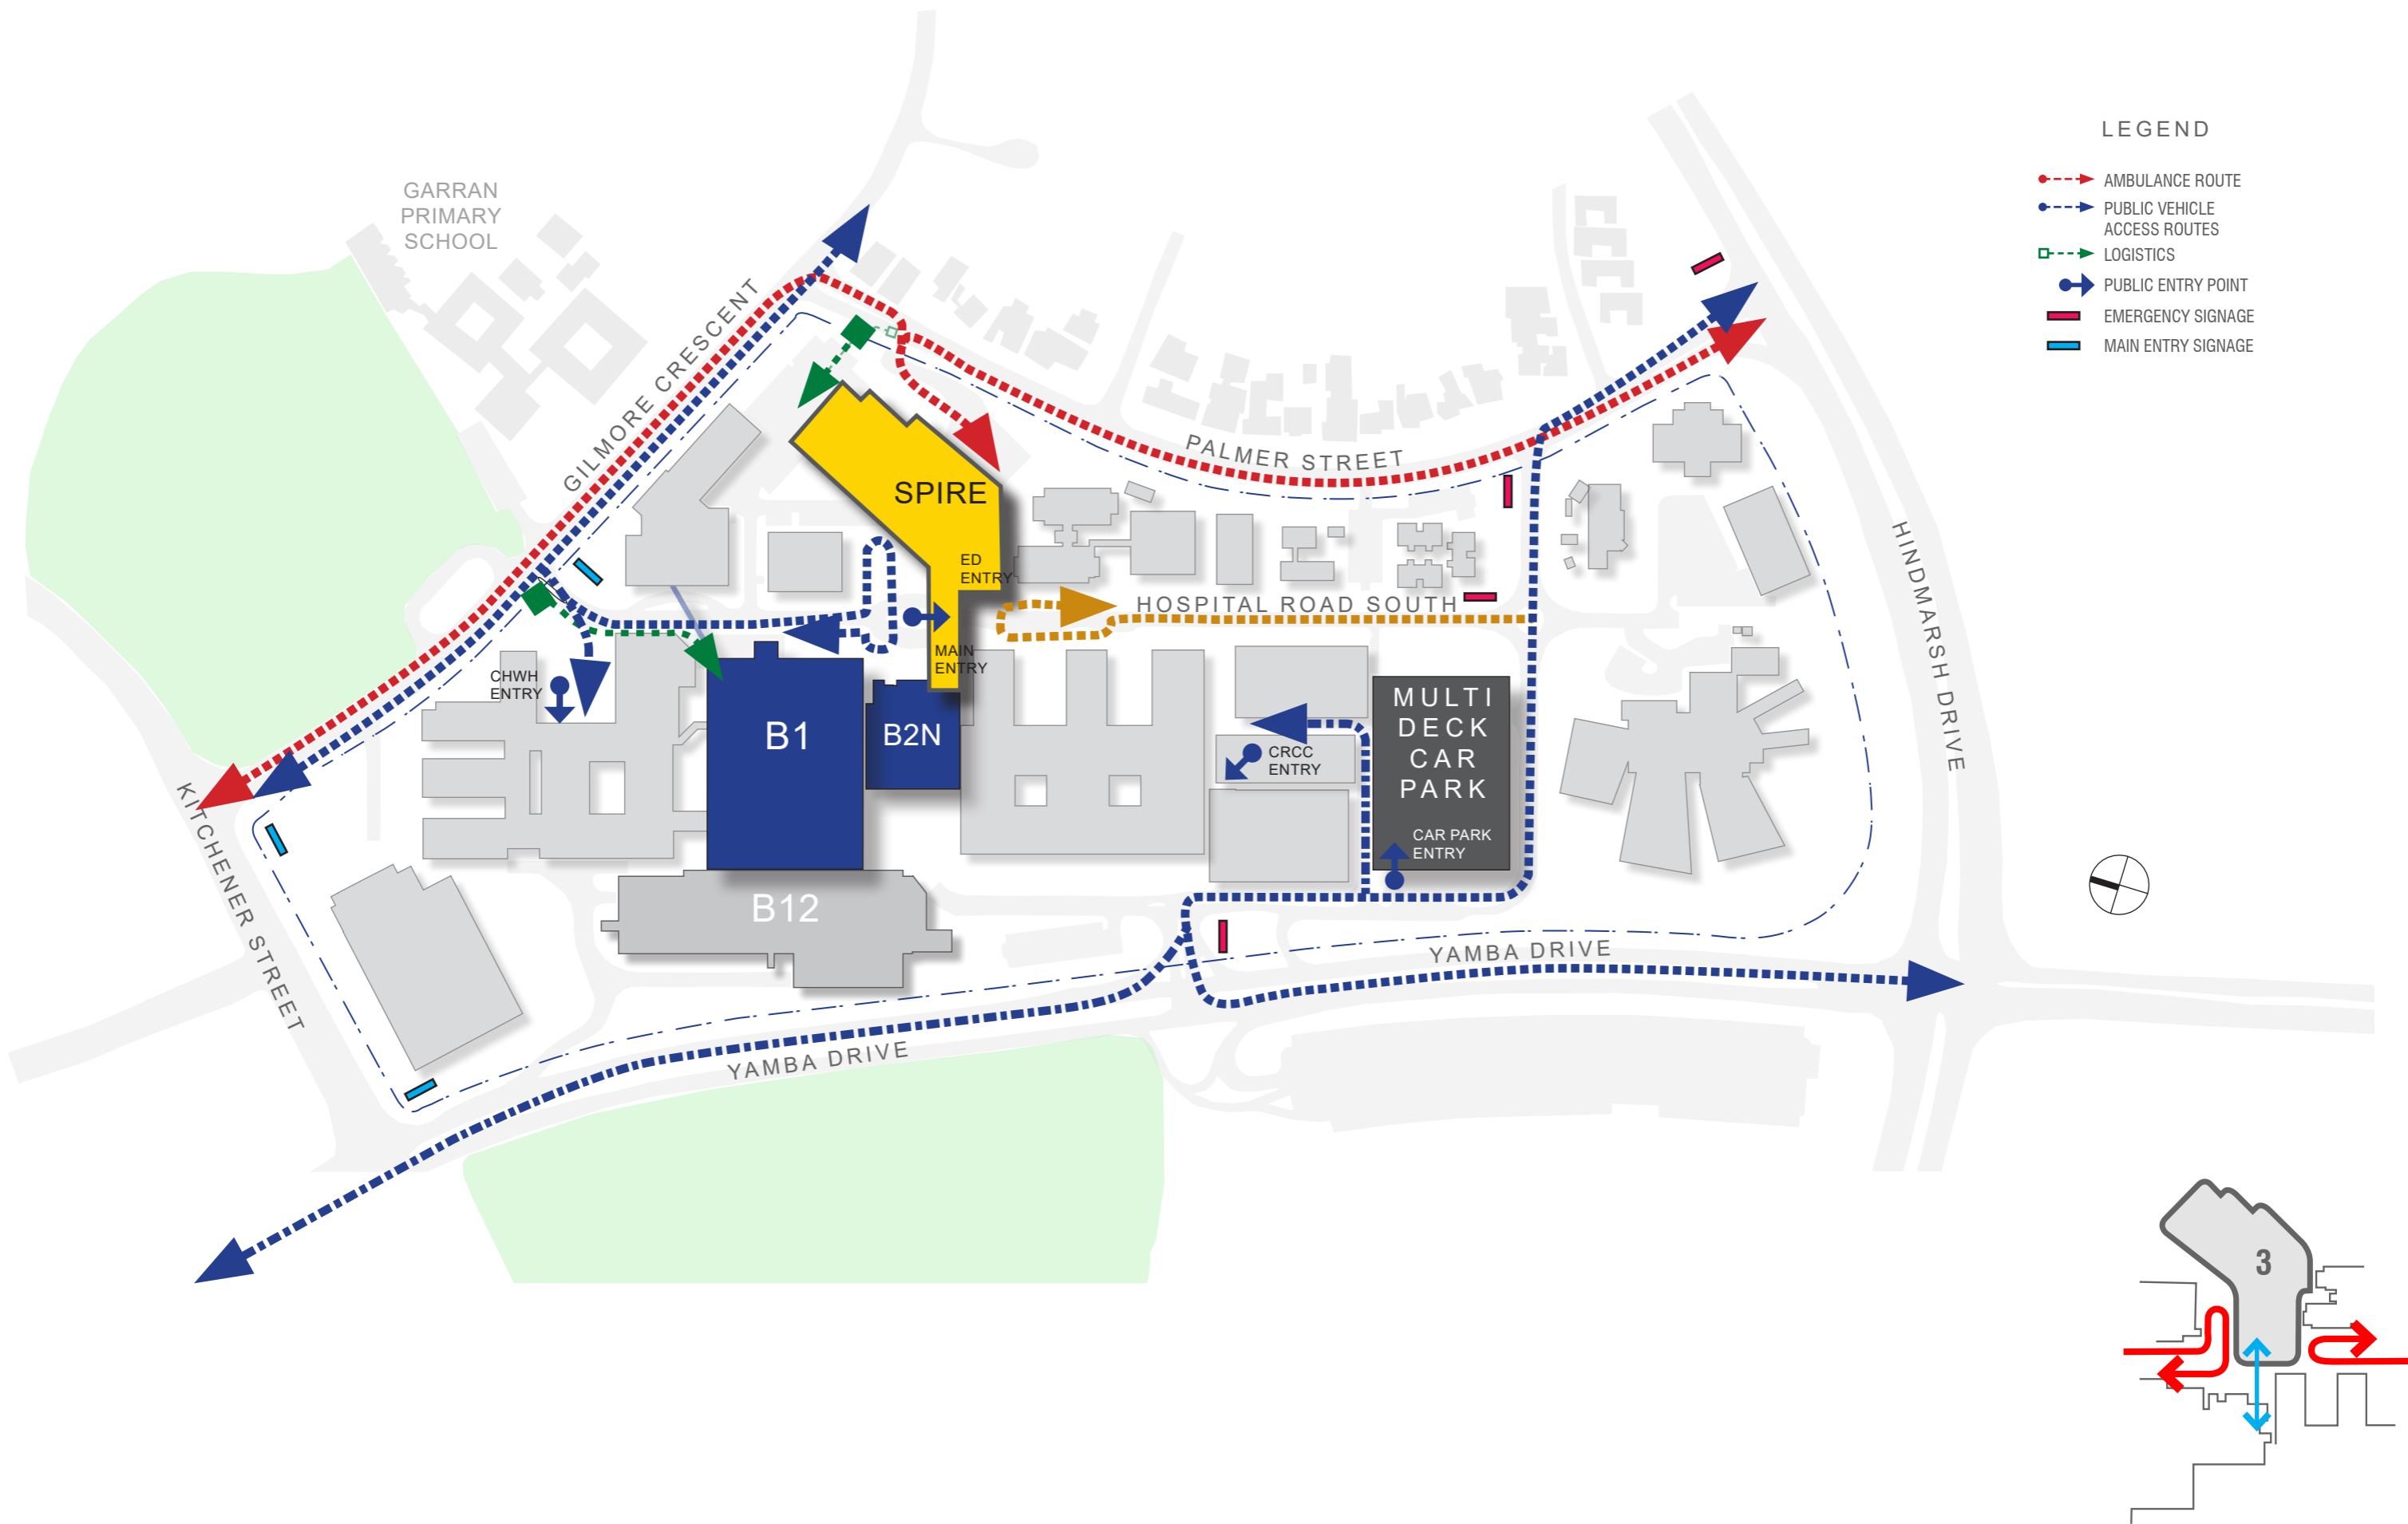 LEGEND
AMBULANCE ROUTE
PUBLIC VEHICLE
ACCESS ROUTES
LOGISTICS
PUBLIC ENTRY POINT
EMERGENCY SIGNAGE
MAIN ENTRY SIGNAGE
GARRAN
PRIMARY
SCHOOL
GILMORE CRESCENT
PALMER STREET
SPIRE
ED
ENTRY
HOSPITAL ROAD SOUTH
HINDMARSH DRIVE
MAIN
ENTRY
CHWH
ENTRY
B1
B2N
MULTI
DECK
CAR
PARK
CRCC
ENTRY
CAR PARK
ENTRY
KITCHENER STREET
B12
YAMBA DRIVE
YAMBA DRIVE
3